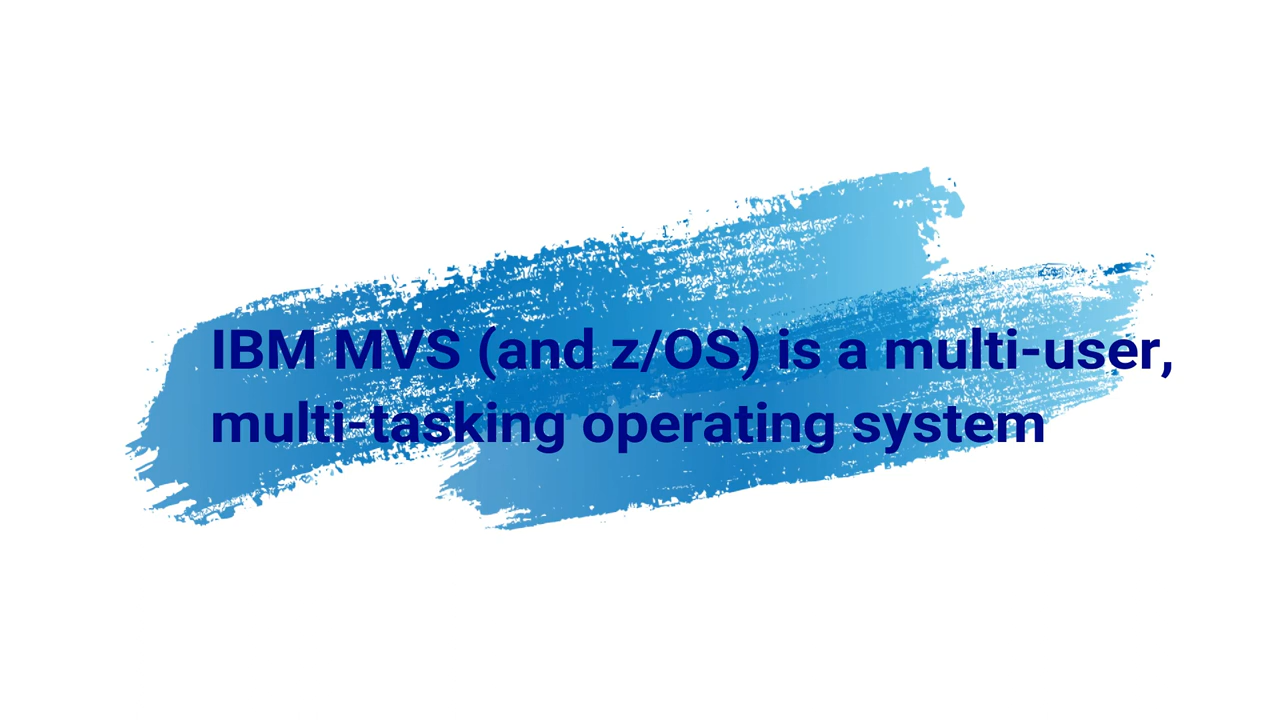 IBM MVS (and z/OS) is a multi-user,
multi-tasking operating system